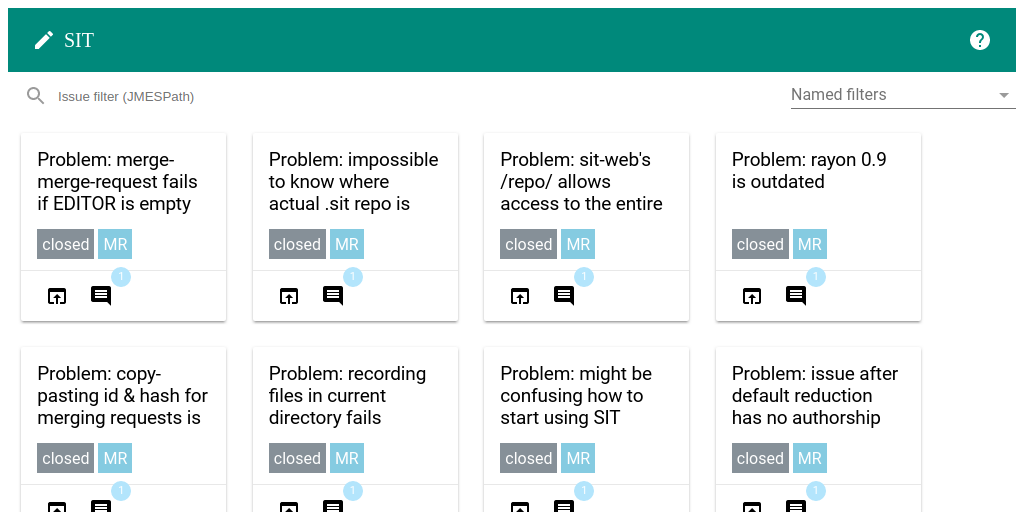 SIT
Issue filter (JMESPath)
Named filters
Problem: merge-
merge-request fails
if EDITOR is empty
closed MR
1
Problem: impossible
to know where
actual .sit repo is
closed MR
1
Problem: sit-web's
/repo/ allows
access to the entire
closed MR
1
Problem: rayon 0.9
is outdated
closed MR
1
Problem: copy-
pasting id & hash for
merging requests is
closed MR
1
Problem: recording
files in current
directory fails
closed MR
1
Problem: might be
confusing how to
start using SIT
closed MR
1
Problem: issue after
default reduction
has no authorship
closed MR
1